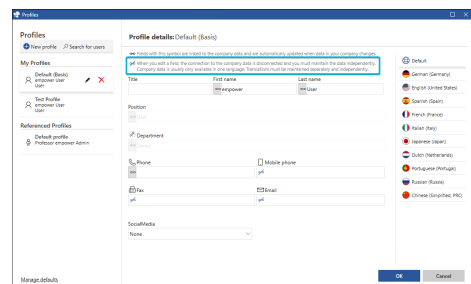 Profiles
Profiles
New profile
Search for users
My Profiles
Default (Basis)
empower User
User
Test Profile
empower User
User
Referenced Profiles
Default profile
Professor empower Admin
Manage defaults
Profile details: Default (Basis)
Fields with this symbol are linked to the company data and are automatically updated when data in your company changes.
When you edit a field, the connection to the company data is disconnected and you must maintain the data independently.
Company data is usually only available in one language. Translations must be maintained separately and independently.
Title
First name
Last name
empower
User
Position
Department
Phone
Mobile phone
Fax
Email
SocialMedia
None
Default
German (Germany)
English (United States)
Spanish (Spain)
French (France)
Italian (Italy)
Japanese (Japan)
Dutch (Netherlands)
Portuguese (Portugal)
Russian (Russia)
Chinese (Simplified, PRC)
OK
Cancel